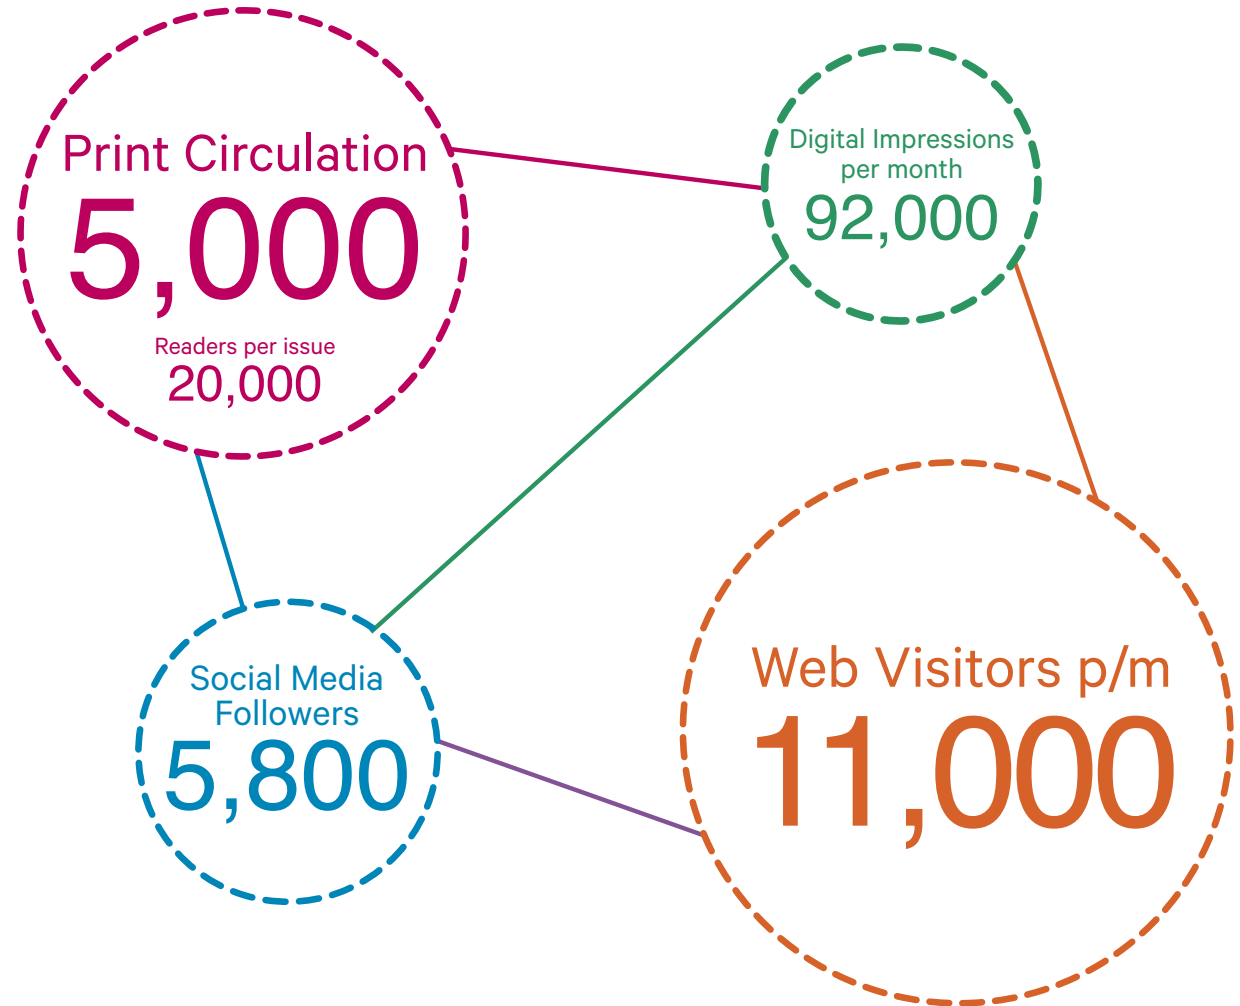 Print Circulation
5,000
Readers per issue
20,000
Digital Impressions
per month
92,000
Social Media
Followers
5,800
Web Visitors p/m
11,000